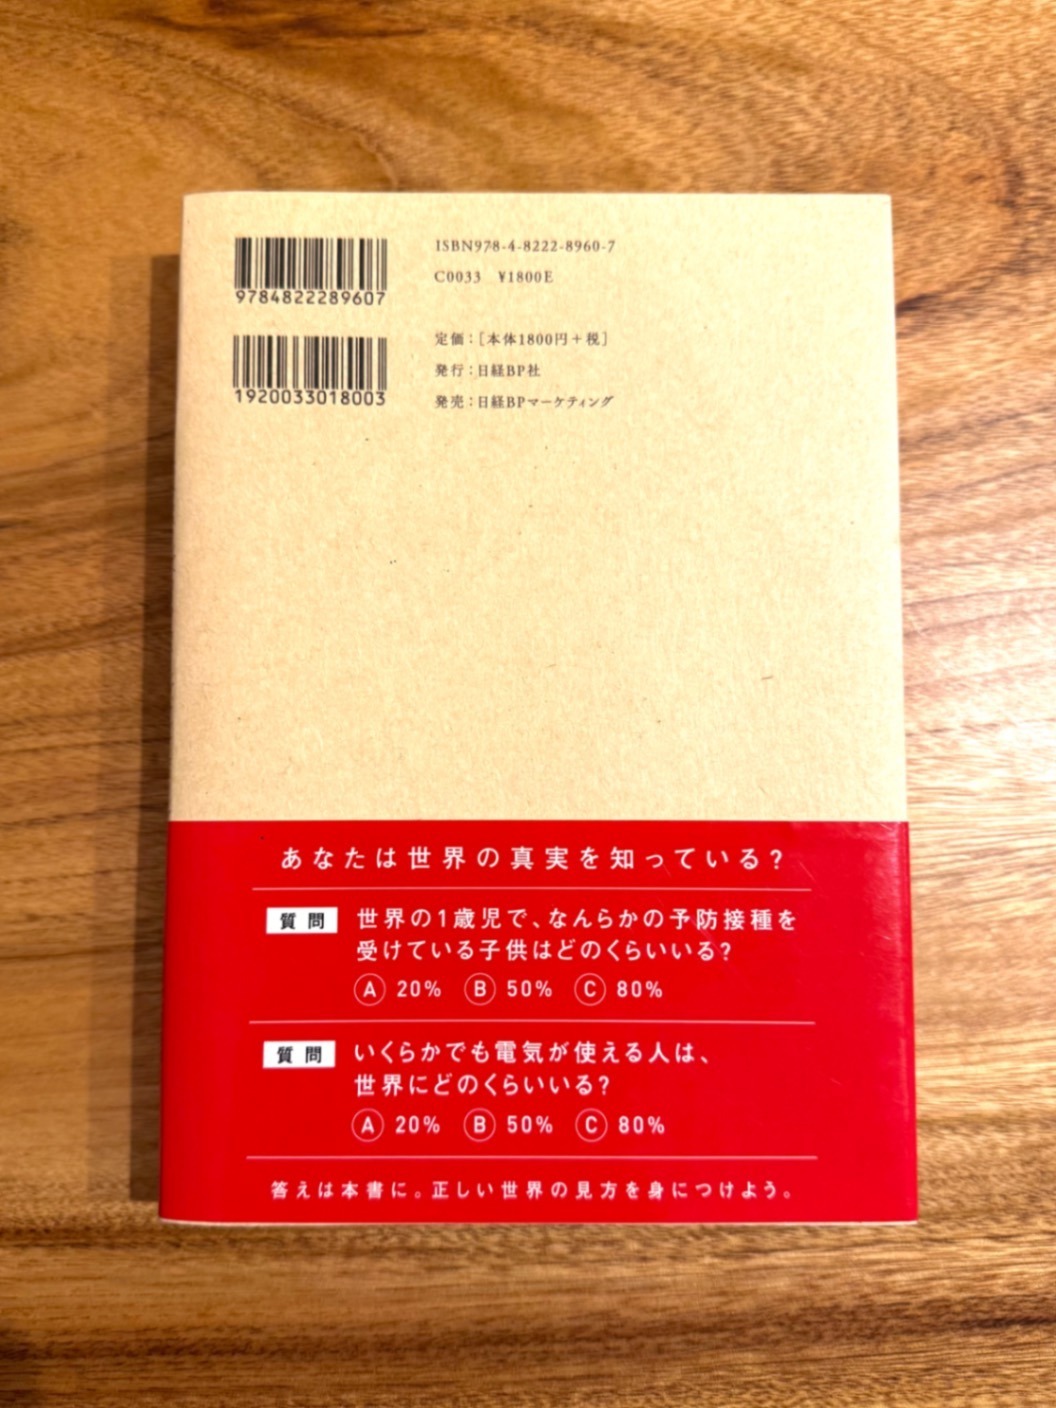 9784822289607
ISBN978-4-8222-8960-7
C0033 ¥1800E
1920033018003
定価：［本体1800円＋税］
発行：日経BP社
発売：日経BPマーケティング
あなたは世界の真実を知っている？
質問 世界の1歳児で、なんらかの予防接種を
受けている子供はどのくらいいる？
Ⓐ 20% Ⓑ 50% Ⓒ 80%
質問 いくらかでも電気が使える人は、
世界にどのくらいいる？
Ⓐ 20% Ⓑ 50% Ⓒ 80%
答えは本書に。正しい世界の見方を身につけよう。